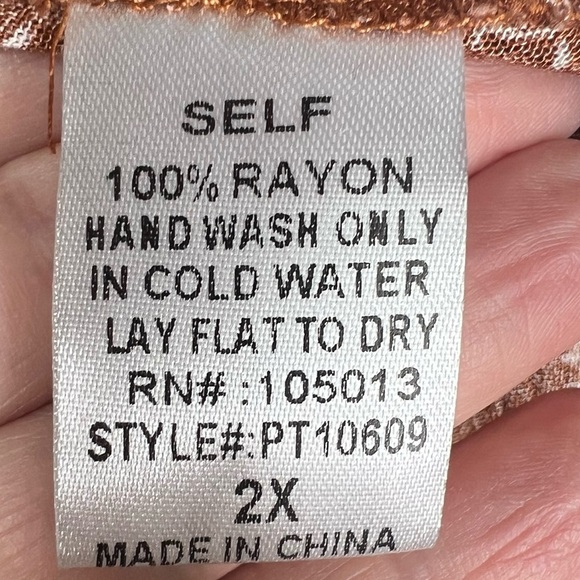 SELF
100% RAYON
HAND WASH ONLY
IN COLD WATER
LAY FLAT TO DRY
RN# :105013
STYLE#:PT10609
2X
MADE IN CHINA